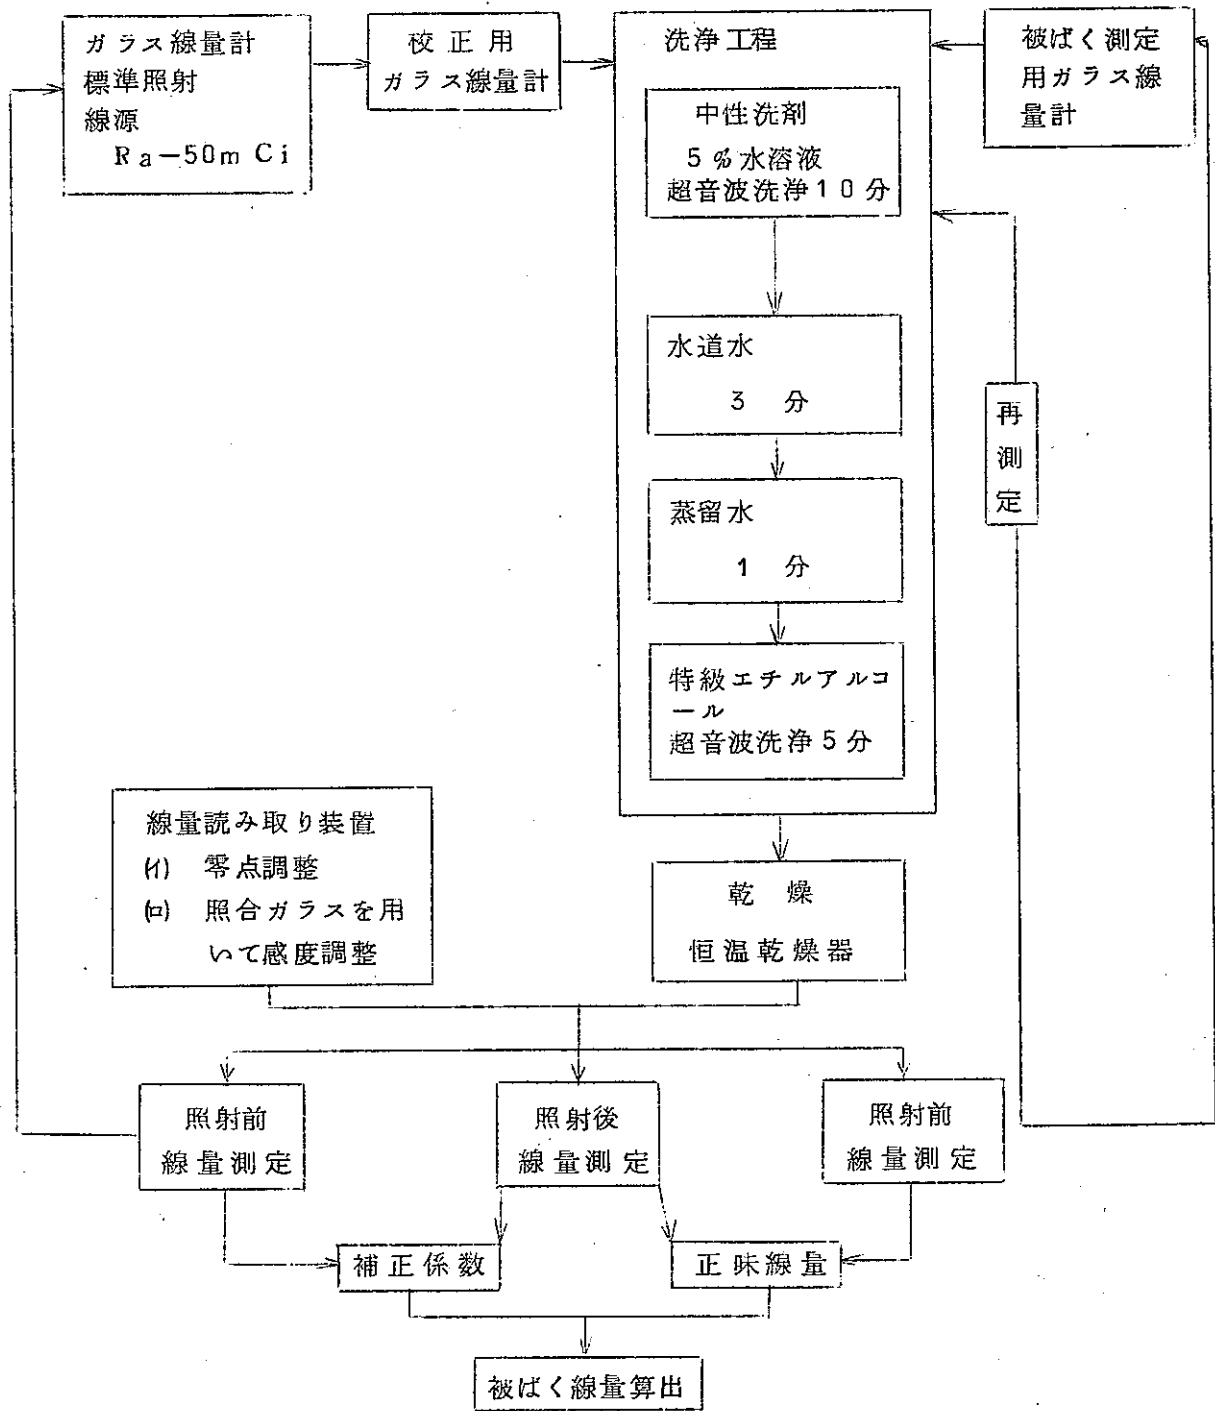 ガラス線量計
標準照射
線源
Ra-50mCi
校正用
ガラス線量計
洗浄工程
中性洗剤
5%水溶液
超音波洗浄10分
水道水
3 分
蒸留水
1 分
特級エチルアルコ
ール
超音波洗浄5分
被ばく測定
用ガラス線
量計
再測定
線量読み取り装置
(イ) 零点調整
(ロ) 照合ガラスを用
いて感度調整
乾 燥
恒温乾燥器
照射前
線量測定
照射後
線量測定
照射前
線量測定
補正係数
正味線量
被ばく線量算出